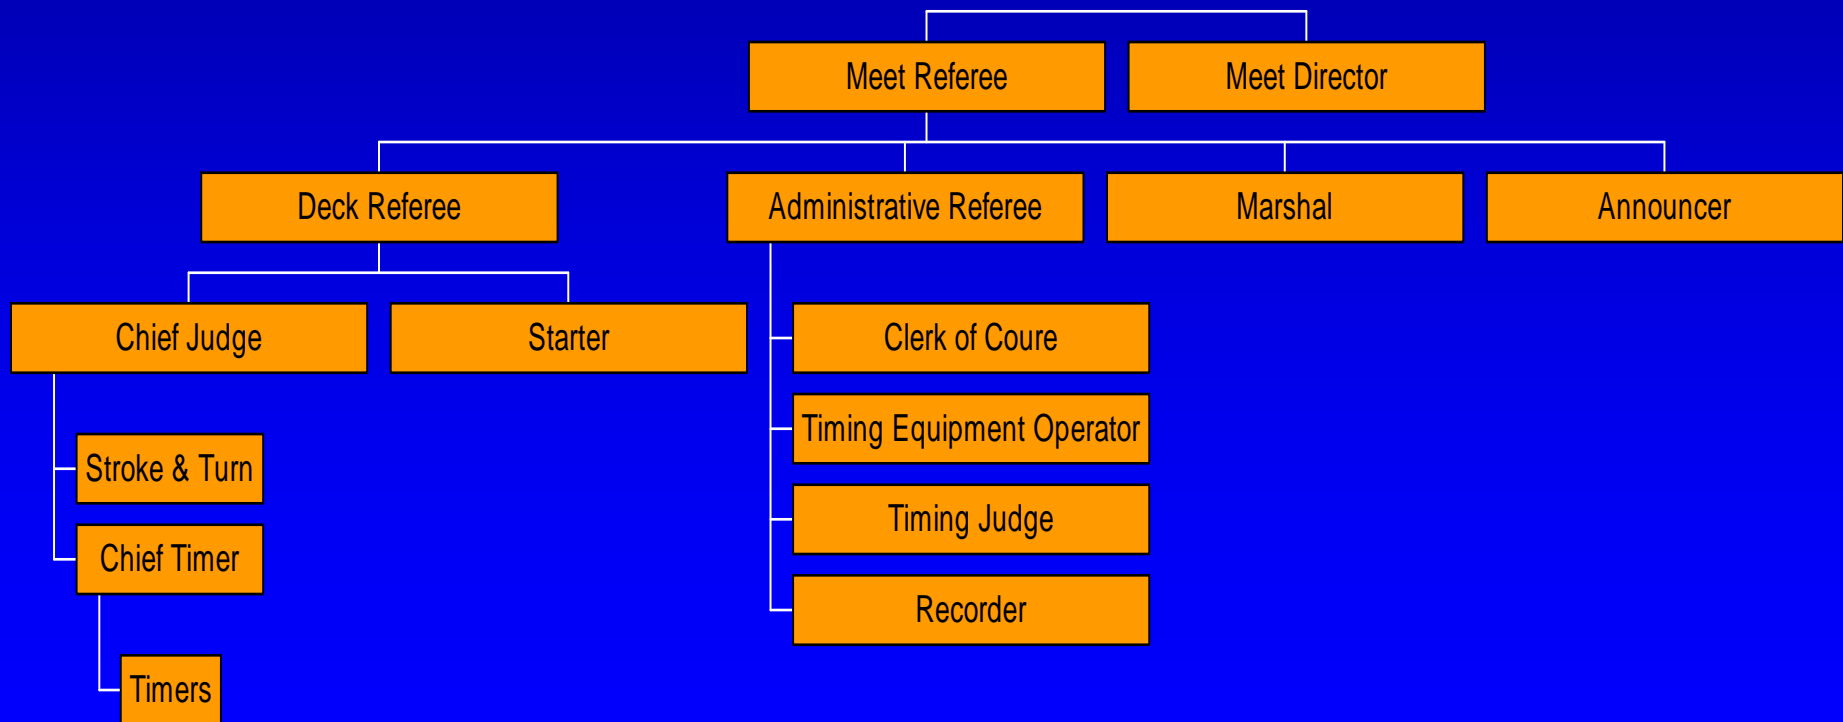 Meet Referee
Meet Director
Deck Referee
Administrative Referee
Marshal
Announcer
Chief Judge
Starter
Clerk of Coure
Timing Equipment Operator
Stroke & Turn
Timing Judge
Chief Timer
Recorder
Timers